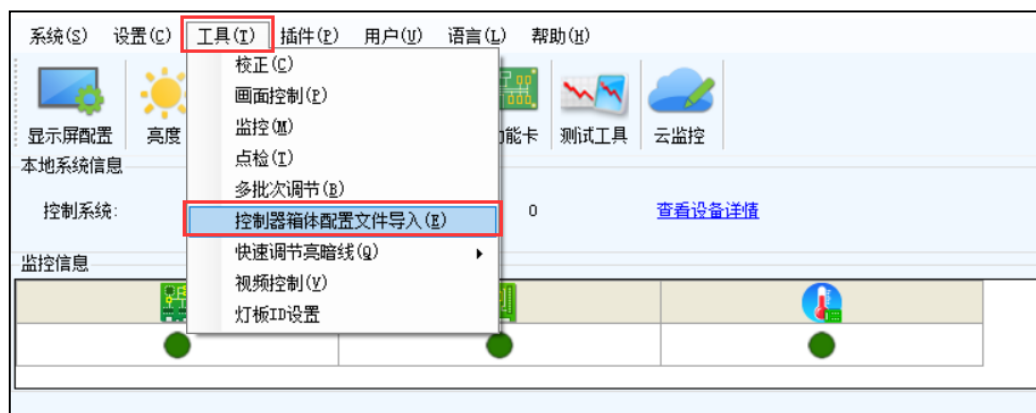 系统(S) 设置(C) 工具(T) 插件(P) 用户(U) 语言(L) 帮助(H)
校正(C)
画面控制(P)
监控(M)
点检(I)
多批次调节(B)
控制器箱体配置文件导入(E)
快速调节亮暗线(Q)
视频控制(V)
灯板ID设置
显示屏配置 亮度 能卡 测试工具 云监控
本地系统信息
控制系统: 0 查看设备详情
监控信息